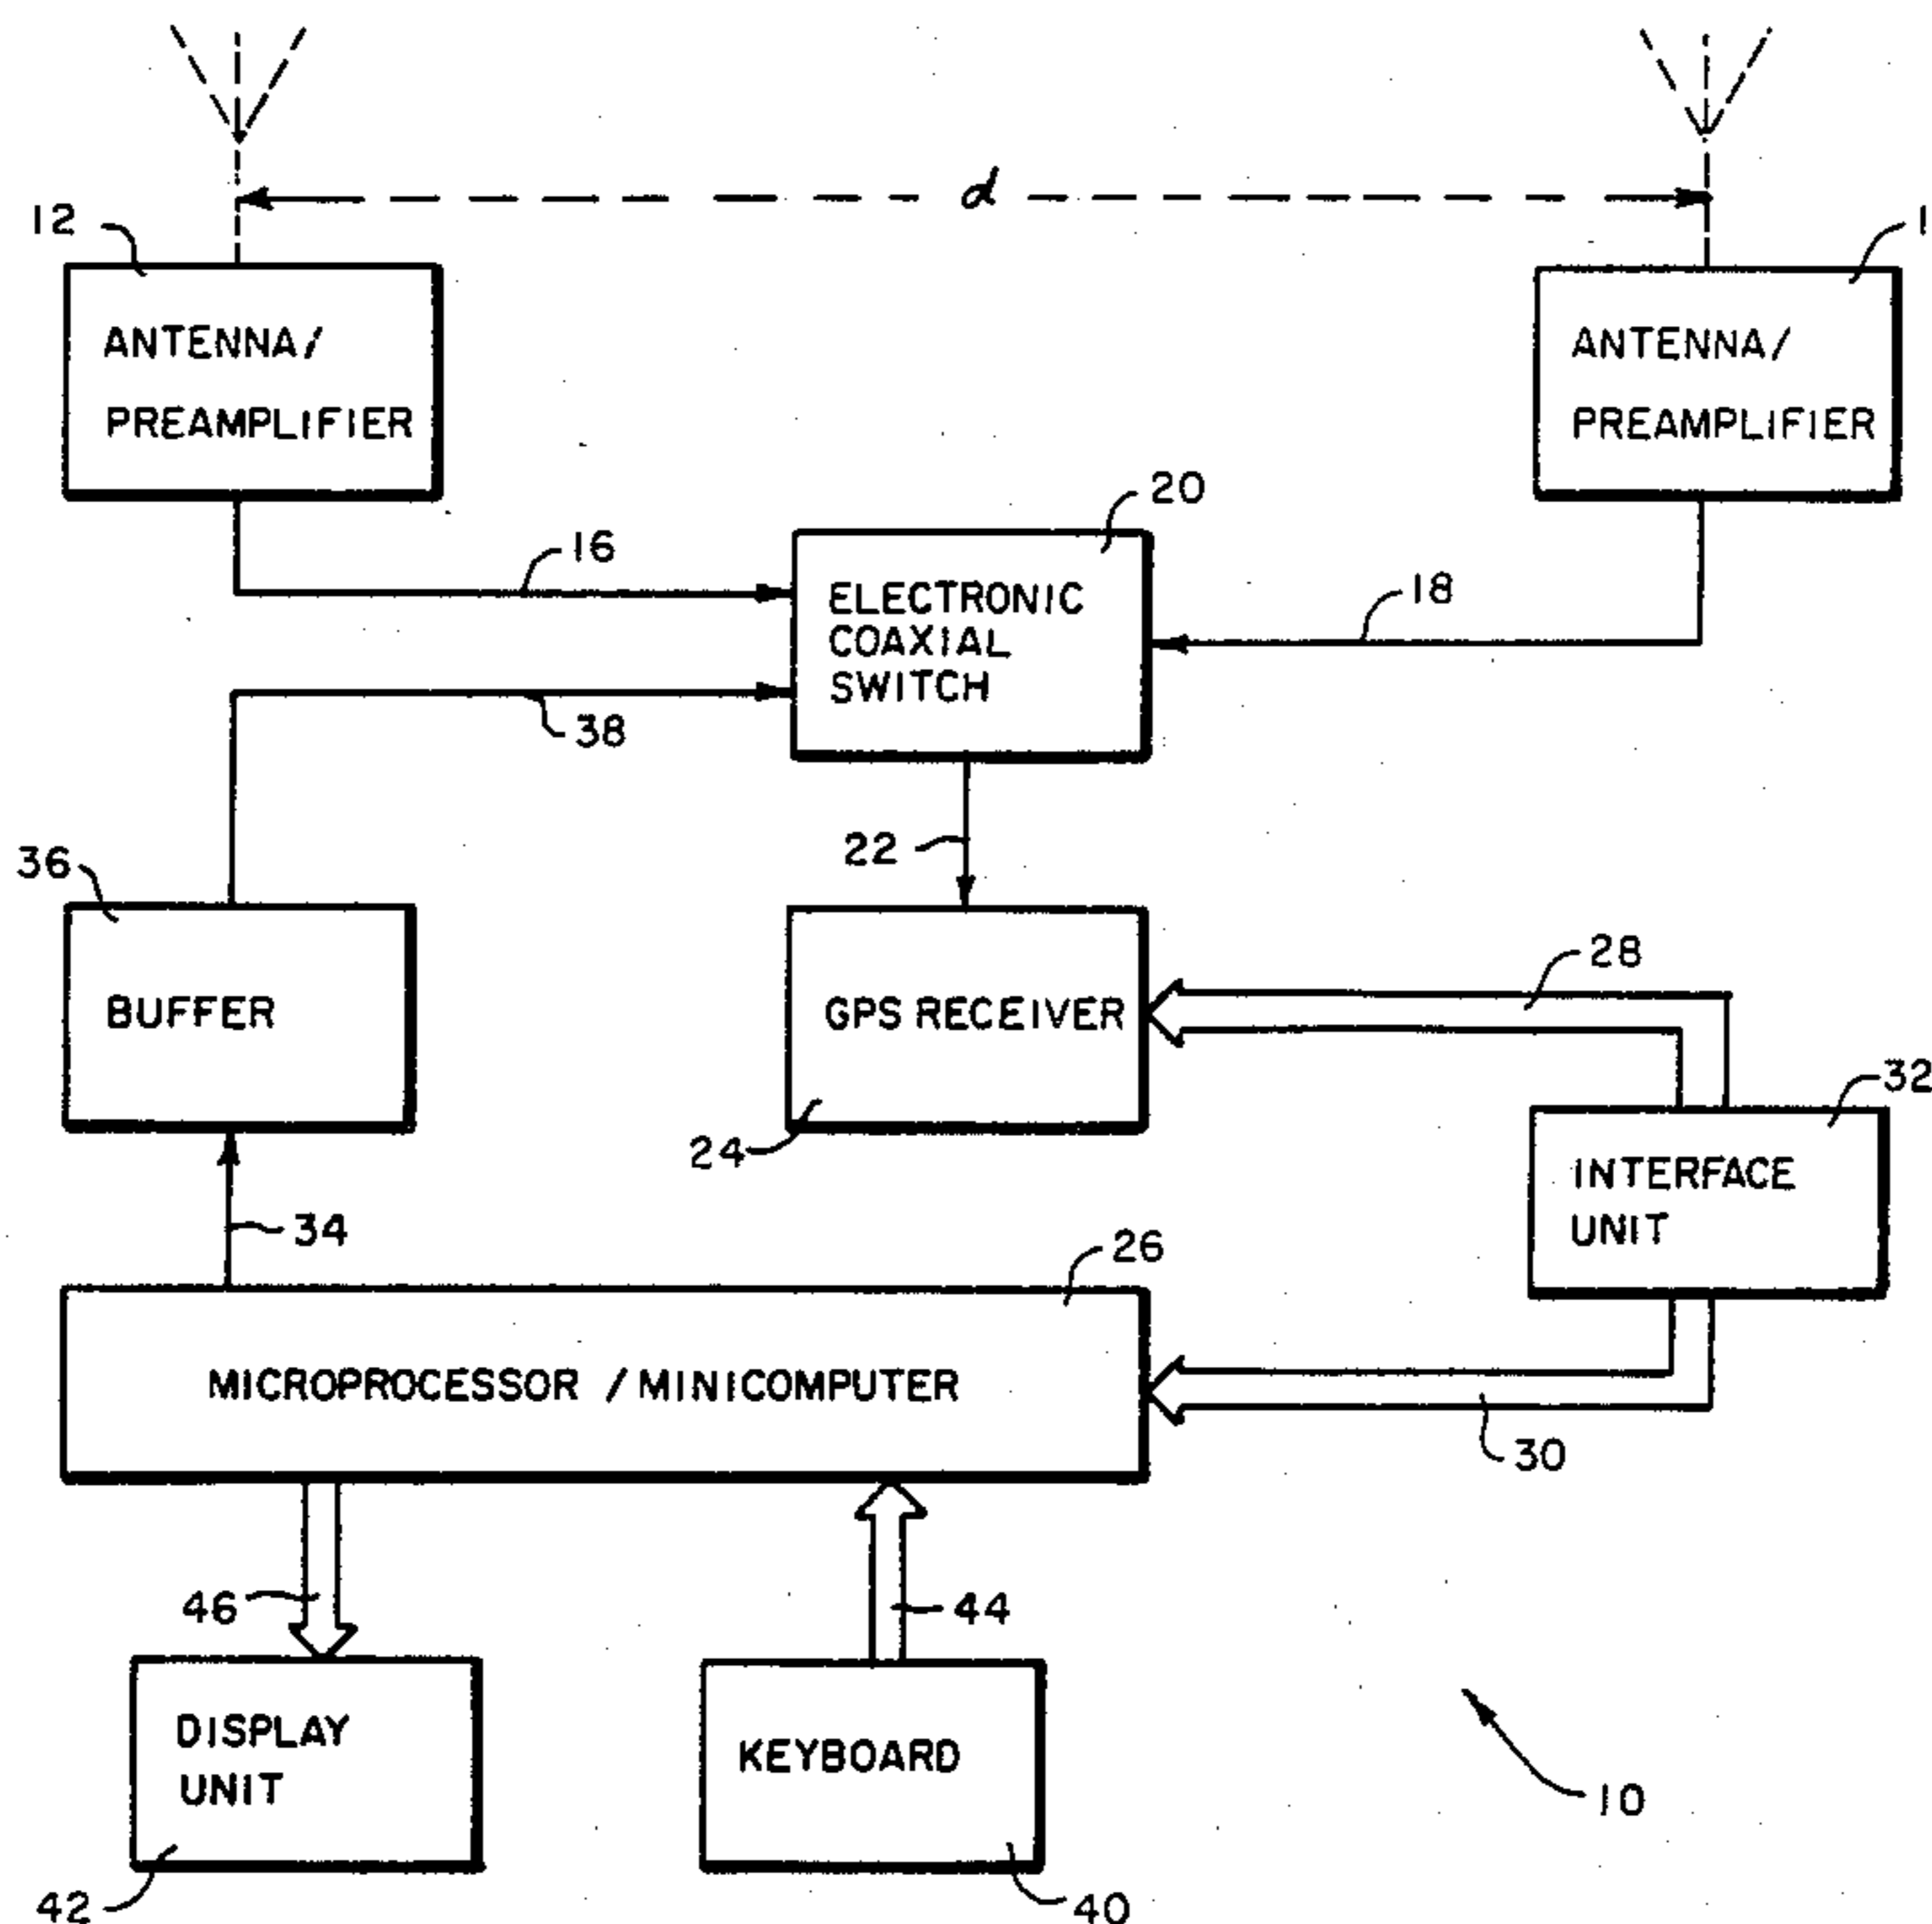 d
12
ANTENNA/
PREAMPLIFIER
1
ANTENNA/
PREAMPLIFIER
20
16
ELECTRONIC
COAXIAL
SWITCH
18
38
22
36
BUFFER
GPS RECEIVER
28
24
32
INTERFACE
UNIT
34
26
MICROPROCESSOR / MINICOMPUTER
30
46
44
DISPLAY
UNIT
KEYBOARD
10
42
40